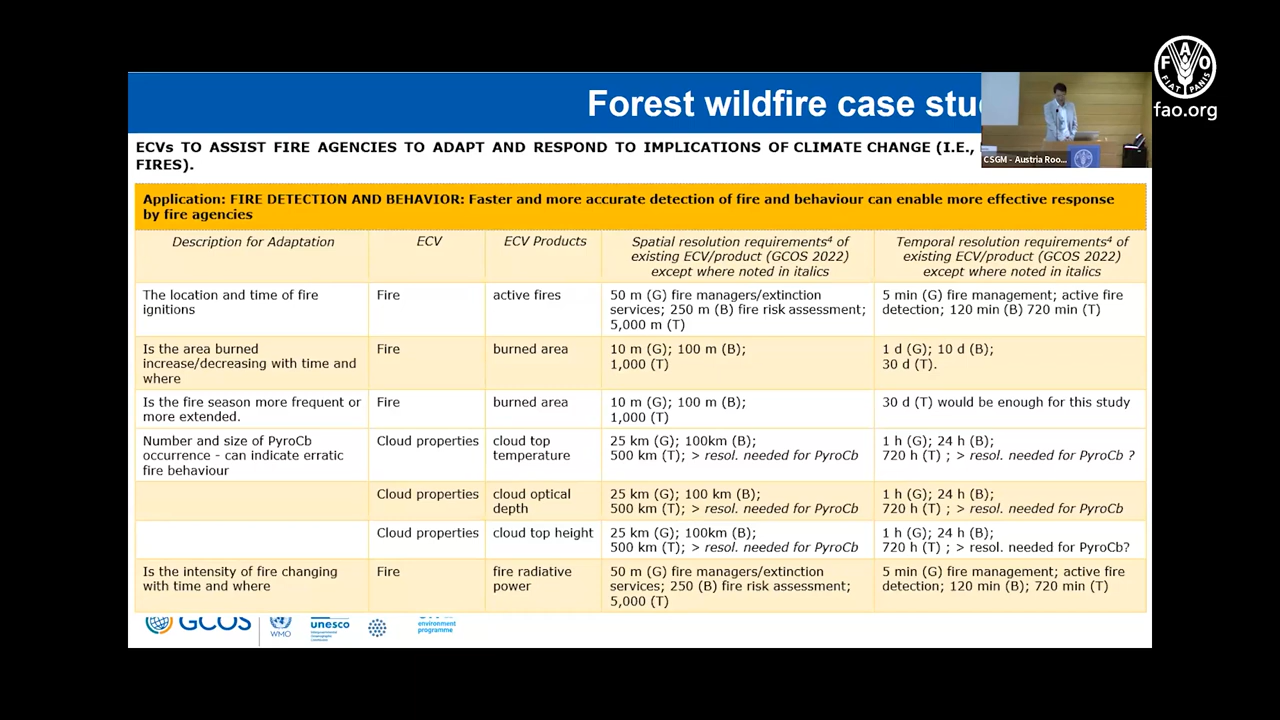 FAO
FIAT PANIS
fao.org
Forest wildfire case stu
CSGM - Austria Roo...
ECVs TO ASSIST FIRE AGENCIES TO ADAPT AND RESPOND TO IMPLICATIONS OF CLIMATE CHANGE (I.E.,
FIRES).
Application: FIRE DETECTION AND BEHAVIOR: Faster and more accurate detection of fire and behaviour can enable more effective response
by fire agencies
Description for Adaptation
ECV
ECV Products
Spatial resolution requirements⁴ of
existing ECV/product (GCOS 2022)
except where noted in italics
Temporal resolution requirements⁴ of
existing ECV/product (GCOS 2022)
except where noted in italics
The location and time of fire
ignitions
Fire
active fires
50 m (G) fire managers/extinction
services; 250 m (B) fire risk assessment;
5,000 m (T)
5 min (G) fire management; active fire
detection; 120 min (B) 720 min (T)
Is the area burned
increase/decreasing with time and
where
Fire
burned area
10 m (G); 100 m (B);
1,000 (T)
1 d (G); 10 d (B);
30 d (T).
Is the fire season more frequent or
more extended.
Fire
burned area
10 m (G); 100 m (B);
1,000 (T)
30 d (T) would be enough for this study
Number and size of PyroCb
occurrence - can indicate erratic
fire behaviour
Cloud properties
cloud top
temperature
25 km (G); 100km (B);
500 km (T); > resol. needed for PyroCb
1 h (G); 24 h (B);
720 h (T) ; > resol. needed for PyroCb ?
Cloud properties
cloud optical
depth
25 km (G); 100 km (B);
500 km (T); > resol. needed for PyroCb
1 h (G); 24 h (B);
720 h (T) ; > resol. needed for PyroCb
Cloud properties
cloud top height
25 km (G); 100km (B);
500 km (T); > resol. needed for PyroCb
1 h (G); 24 h (B);
720 h (T) ; > resol. needed for PyroCb?
Is the intensity of fire changing
with time and where
Fire
fire radiative
power
50 m (G) fire managers/extinction
services; 250 (B) fire risk assessment;
5,000 (T)
5 min (G) fire management; active fire
detection; 120 min (B); 720 min (T)
GCOS
WMO
unesco
environment
programme